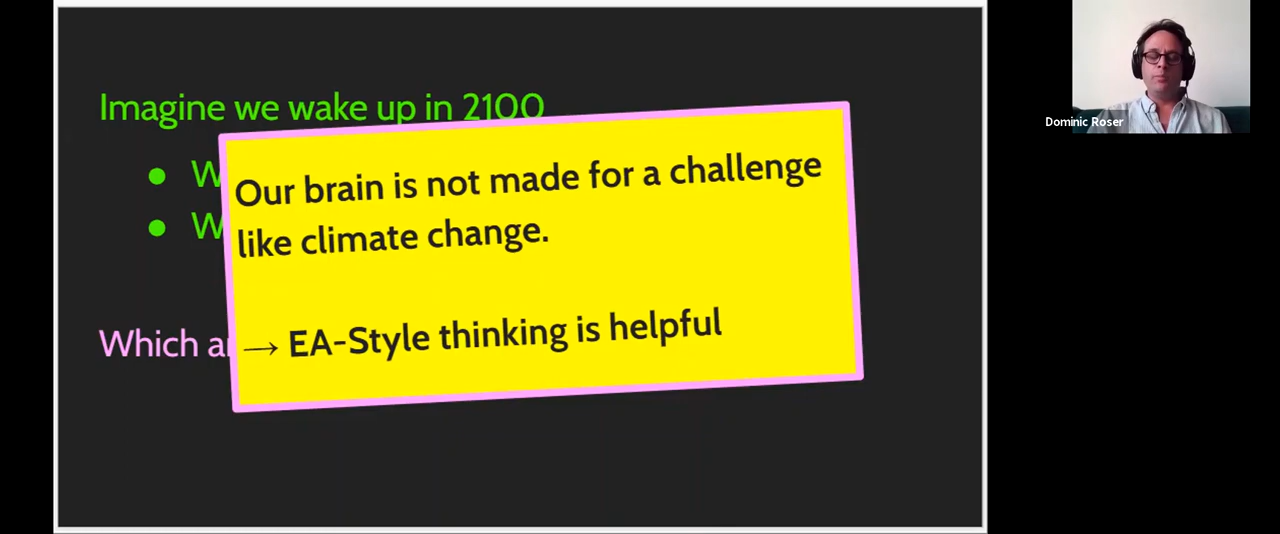 Imagine we wake up in 2100
Our brain is not made for a challenge
like climate change.
Which
→ EA-Style thinking is helpful
Dominic Roser